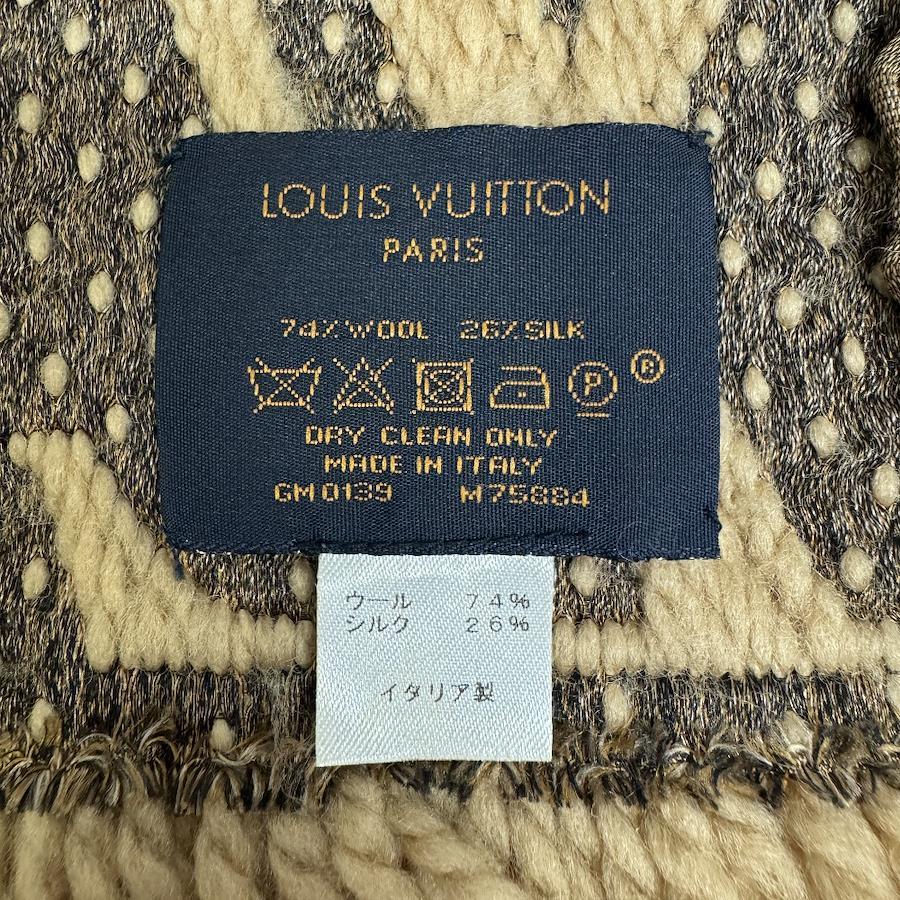 LOUIS VUITTON
PARIS
74% WOOL 26% SILK
P ®
DRY CLEAN ONLY
MADE IN ITALY
GM0139 M75884
ウール 74%
シルク 26%
イタリア製